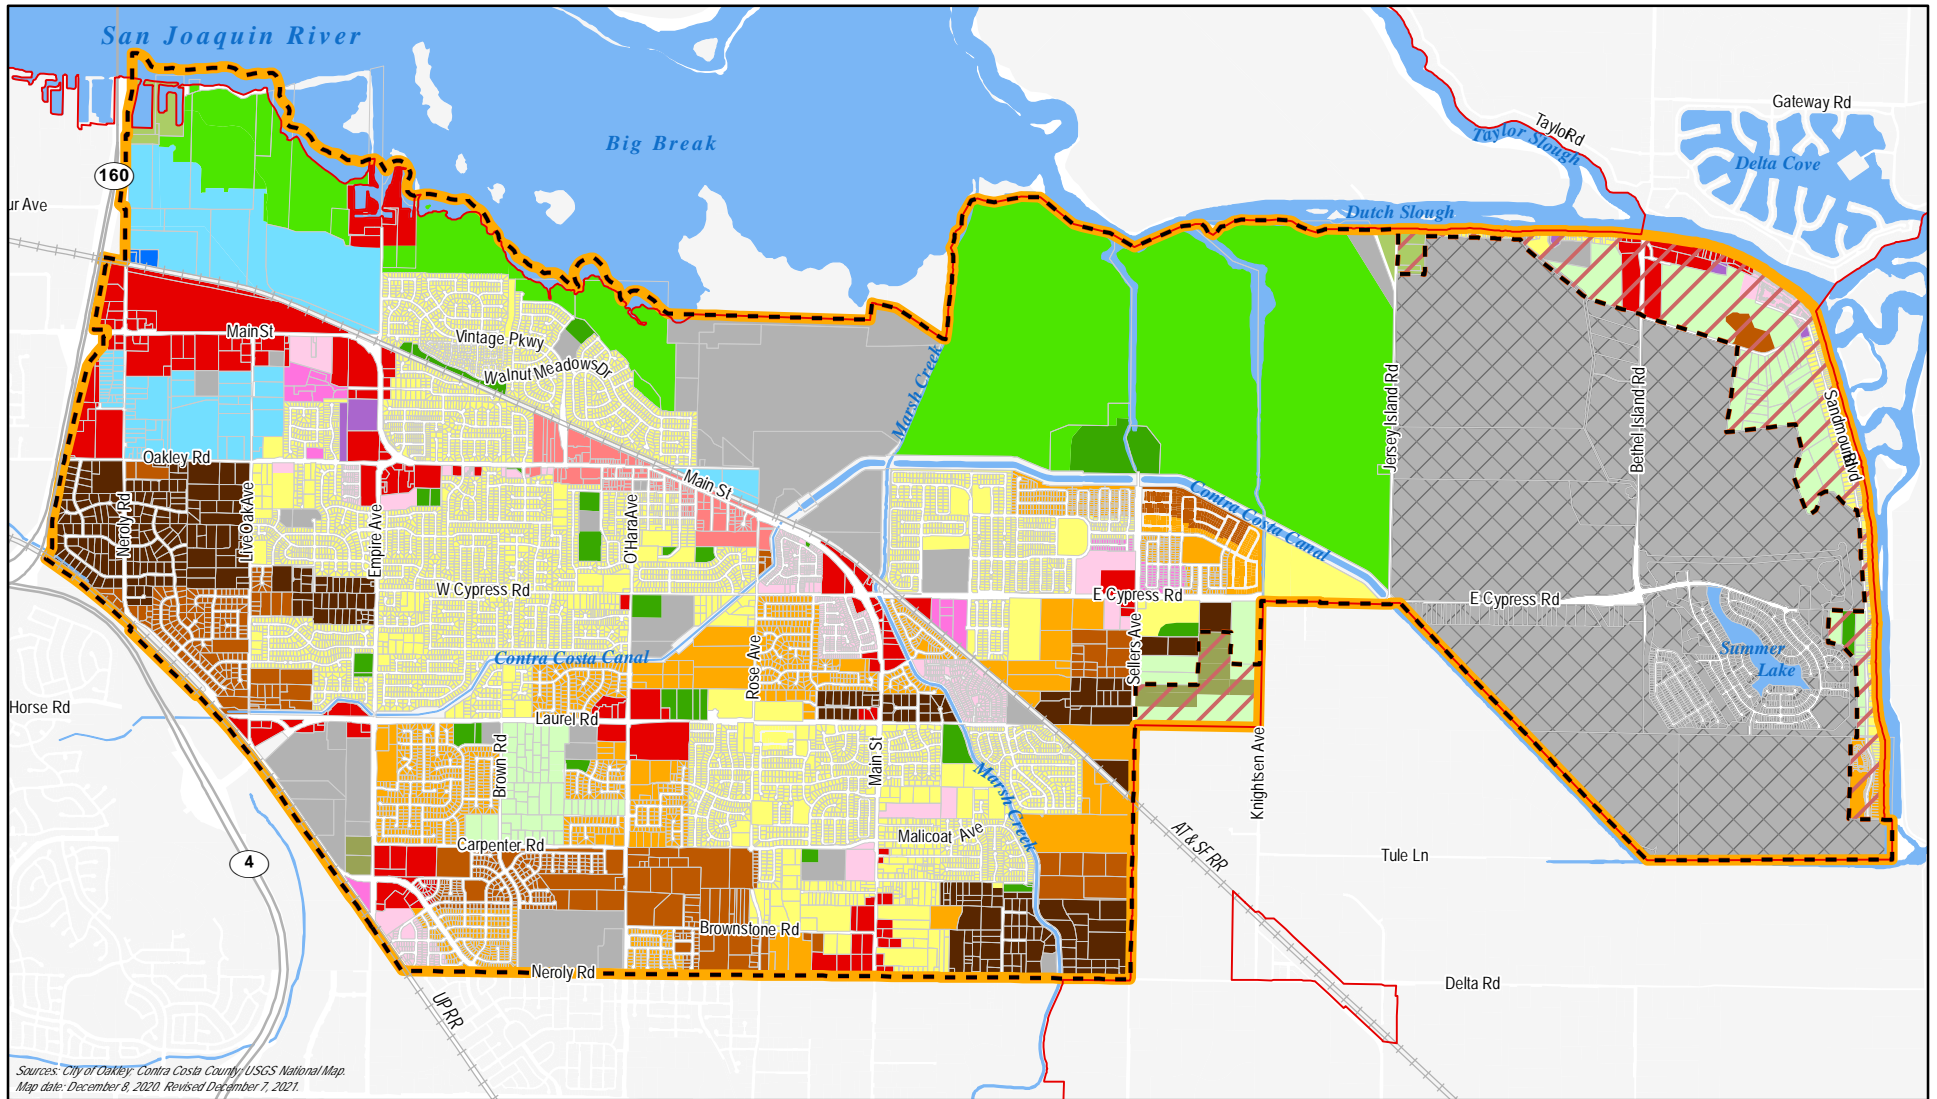 San Joaquin River
Big Break
Gateway Rd
Taylor Rd
Taylor Slough
Delta Cove
160
ur Ave
Dutch Slough
Main St
Vintage Pkwy
Walnut Meadows Dr
Marsh Creek
Jersey Island Rd
Bethel Island Rd
Sandmound Blvd
Oakley Rd
Main St
Neroly Rd
Live Oak Ave
Empire Ave
O'Hara Ave
Contra Costa Canal
W Cypress Rd
E Cypress Rd
E Cypress Rd
Contra Costa Canal
Rose Ave
Sellers Ave
Summer
Lake
Horse Rd
Laurel Rd
Brown Rd
Main St
Knightsen Ave
Marsh Creek
Malicoat Ave
Carpenter Rd
AT & SF RR
Tule Ln
4
Brownstone Rd
Neroly Rd
Delta Rd
UP RR
Sources: City of Oakley; Contra Costa County; USGS National Map.
Map date: December 8, 2020. Revised December 7, 2021.